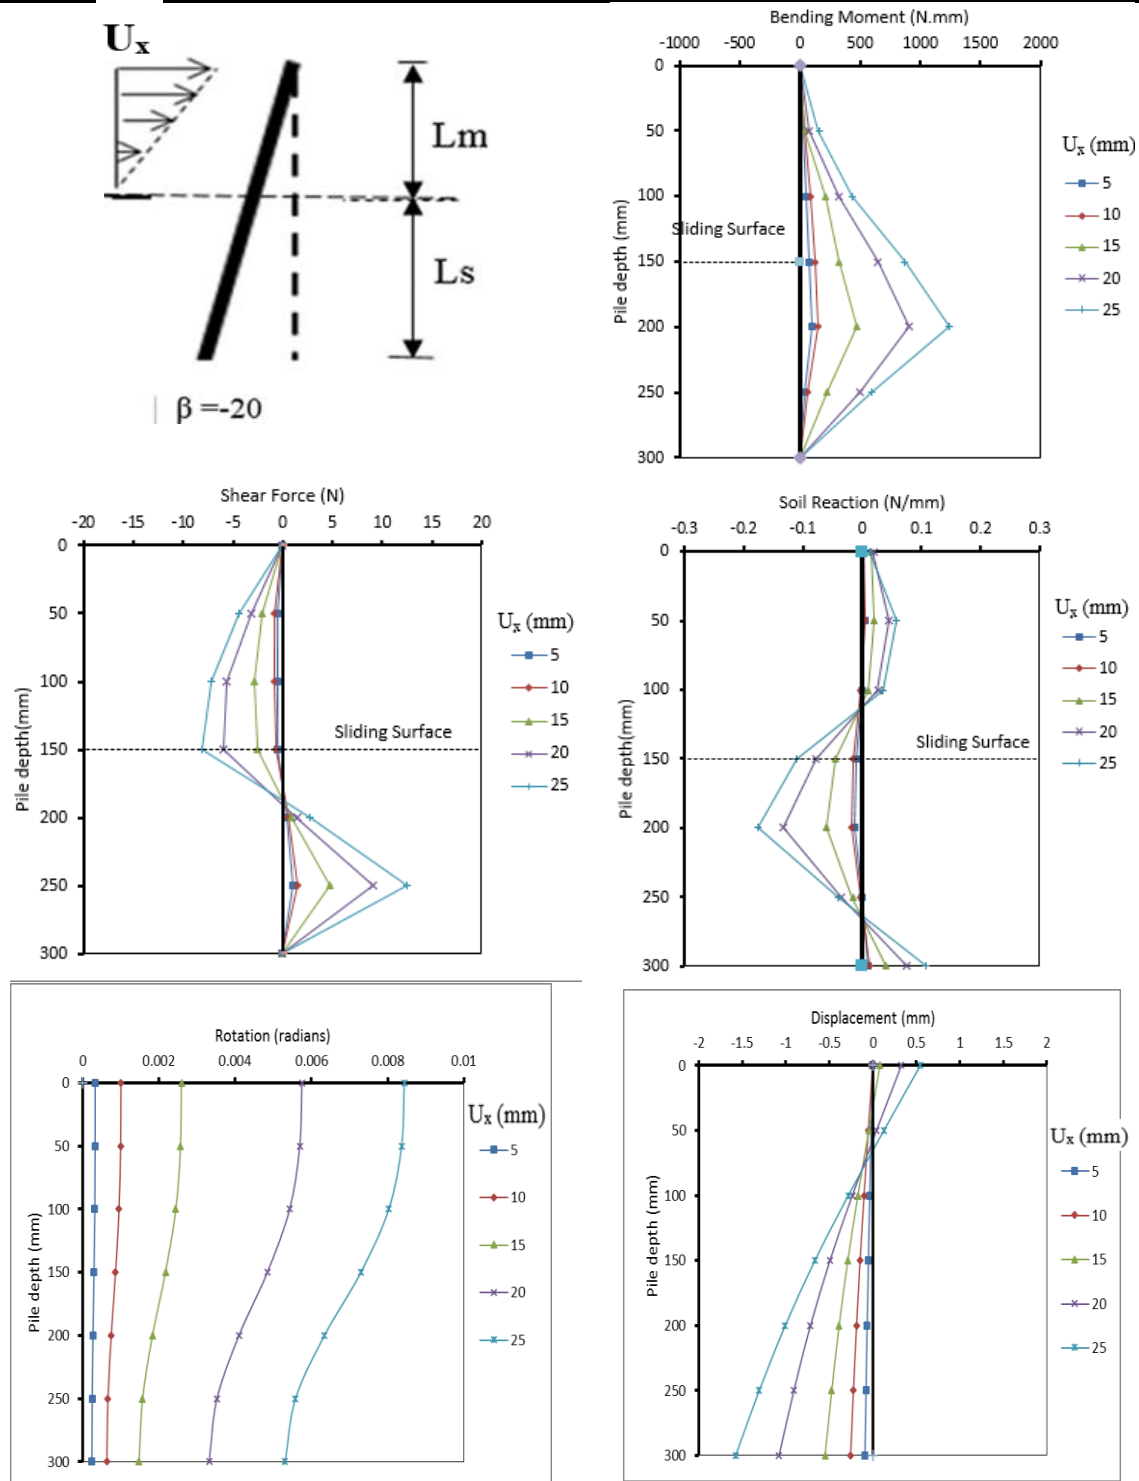 Ux
Lm
Ls
β =-20
Bending Moment (N.mm)
-1000 -500 0 500 1000 1500 2000
0
50
100
150
200
250
300
Pile depth (mm)
Sliding Surface
Ux (mm)
5
10
15
20
25
Shear Force (N)
-20 -15 -10 -5 0 5 10 15 20
0
50
100
150
200
250
300
Pile depth(mm)
Sliding Surface
Ux (mm)
5
10
15
20
25
Soil Reaction (N/mm)
-0.3 -0.2 -0.1 0 0.1 0.2 0.3
0
50
100
150
200
250
300
Pile depth(mm)
Sliding Surface
Ux (mm)
5
10
15
20
25
Rotation (radians)
0 0.002 0.004 0.006 0.008 0.01
0
50
100
150
200
250
300
Pile depth (mm)
Ux (mm)
5
10
15
20
25
Displacement (mm)
-2 -1.5 -1 -0.5 0 0.5 1 1.5 2
0
50
100
150
200
250
300
Pile depth (mm)
Ux (mm)
5
10
15
20
25